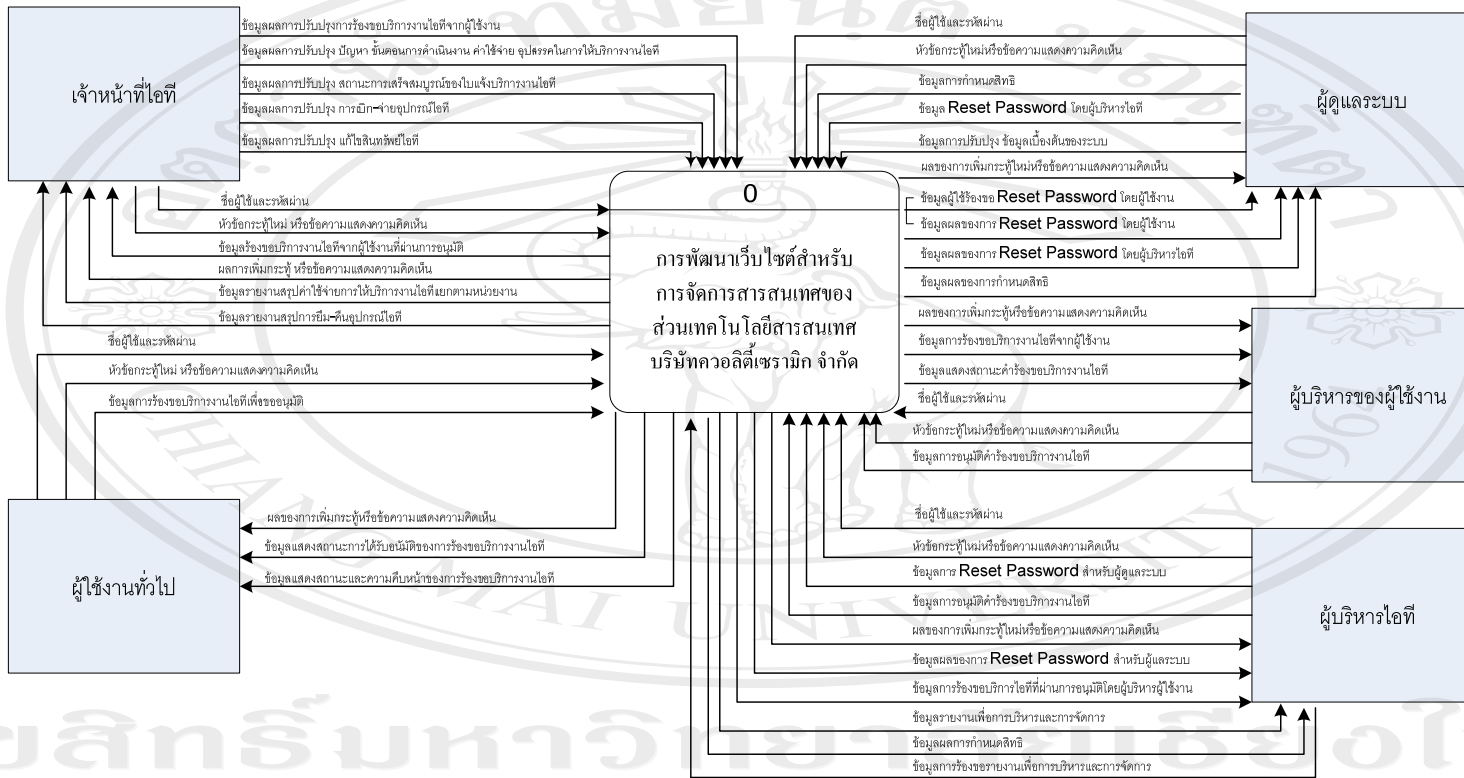 เจ้าหน้าที่ไอที
ข้อมูลผลการปรับปรุงการร้องขอบริการงานไอทีจากผู้ใช้งาน
ข้อมูลผลการปรับปรุง ปัญหา ขั้นตอนการดำเนินงาน ค่าใช้จ่าย อุปสรรคในการให้บริการงานไอที
ข้อมูลผลการปรับปรุง สถานะการเสร็จสมบูรณ์ของใบแจ้งบริการงานไอที
ข้อมูลผลการปรับปรุง การเบิก-จ่ายอุปกรณ์ไอที
ข้อมูลผลการปรับปรุง แก้ไขสินทรัพย์ไอที
ชื่อผู้ใช้และรหัสผ่าน
หัวข้อกระทู้ใหม่ หรือข้อความแสดงความคิดเห็น
ข้อมูลร้องขอบริการงานไอทีจากผู้ใช้งานที่ผ่านการอนุมัติ
ผลการเพิ่มกระทู้ หรือข้อความแสดงความคิดเห็น
ข้อมูลรายงานสรุปค่าใช้จ่ายการให้บริการงานไอทีแยกตามหน่วยงาน
ข้อมูลรายงานสรุปการยืม-คืนอุปกรณ์ไอที
ชื่อผู้ใช้และรหัสผ่าน
หัวข้อกระทู้ใหม่ หรือข้อความแสดงความคิดเห็น
ข้อมูลการร้องขอบริการงานไอทีเพื่อขออนุมัติ
ผู้ใช้งานทั่วไป
ผลของการเพิ่มกระทู้หรือข้อความแสดงความคิดเห็น
ข้อมูลแสดงสถานะการได้รับอนุมัติของการร้องขอบริการงานไอที
ข้อมูลแสดงสถานะและความคืบหน้าของการร้องขอบริการงานไอที
0
การพัฒนาเว็บไซต์สำหรับ
การจัดการสารสนเทศของ
ส่วนเทคโนโลยีสารสนเทศ
บริษัทควอลิตี้เซรามิก จำกัด
ชื่อผู้ใช้และรหัสผ่าน
หัวข้อกระทู้ใหม่หรือข้อความแสดงความคิดเห็น
ข้อมูลการกำหนดสิทธิ
ข้อมูล Reset Password โดยผู้บริหารไอที
ข้อมูลการปรับปรุง ข้อมูลเบื้องต้นของระบบ
ผลของการเพิ่มกระทู้ใหม่หรือข้อความแสดงความคิดเห็น
ข้อมูลผู้ใช้ร้องขอ Reset Password โดยผู้ใช้งาน
ข้อมูลผลของการ Reset Password โดยผู้ใช้งาน
ข้อมูลผลของการ Reset Password โดยผู้บริหารไอที
ข้อมูลผลของการกำหนดสิทธิ
ผู้ดูแลระบบ
ผลของการเพิ่มกระทู้หรือข้อความแสดงความคิดเห็น
ข้อมูลการร้องขอบริการงานไอทีจากผู้ใช้งาน
ข้อมูลแสดงสถานะคำร้องขอบริการงานไอที
ชื่อผู้ใช้และรหัสผ่าน
หัวข้อกระทู้ใหม่หรือข้อความแสดงความคิดเห็น
ข้อมูลการอนุมัติคำร้องขอบริการงานไอที
ผู้บริหารของผู้ใช้งาน
ชื่อผู้ใช้และรหัสผ่าน
หัวข้อกระทู้ใหม่หรือข้อความแสดงความคิดเห็น
ข้อมูลการ Reset Password สำหรับผู้ดูแลระบบ
ข้อมูลการอนุมัติคำร้องขอบริการงานไอที
ผลของการเพิ่มกระทู้ใหม่หรือข้อความแสดงความคิดเห็น
ข้อมูลผลของการ Reset Password สำหรับผู้แลระบบ
ข้อมูลการร้องขอบริการไอทีที่ผ่านการอนุมัติโดยผู้บริหารผู้ใช้งาน
ข้อมูลรายงานเพื่อการบริหารและการจัดการ
ข้อมูลผลการกำหนดสิทธิ
ข้อมูลการร้องขอรายงานเพื่อการบริหารและการจัดการ
ผู้บริหารไอที
CHIANG MAI UNIVERSITY 1964